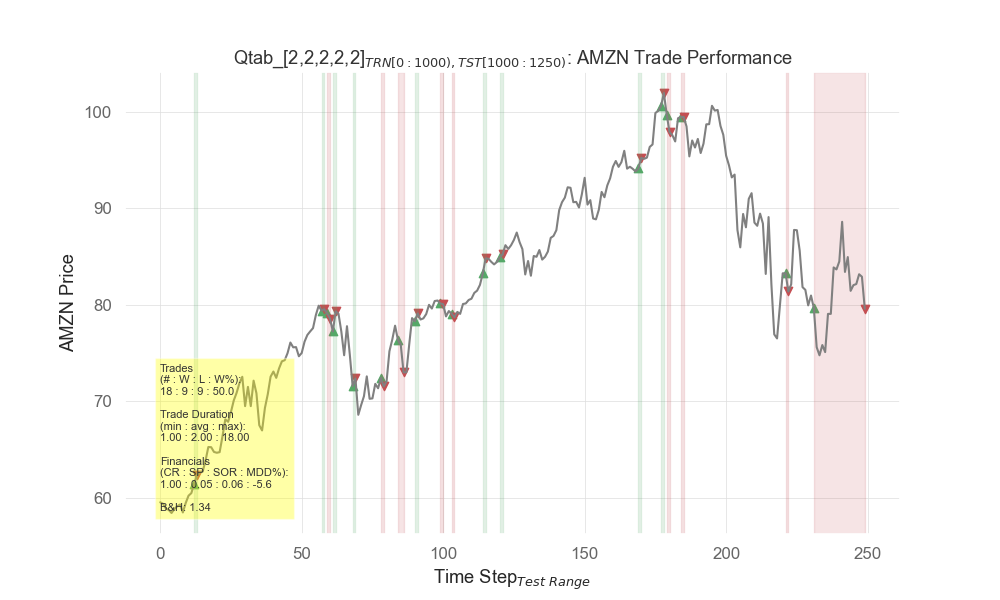 Qtab_[2,2,2,2,2]TRN[0 : 1000), TST[1000 : 1250): AMZN Trade Performance
AMZN Price
100
90
80
70
60
Trades
(# : W : L : W%):
18 : 9 : 9 : 50.0
Trade Duration
(min : avg : max):
1.00 : 2.00 : 18.00
Financials
(CR : SP : SOR : MDD%):
1.00 : 0.05 : 0.06 : -5.6
B&H: 1.34
0 50 100 150 200 250
Time StepTest Range